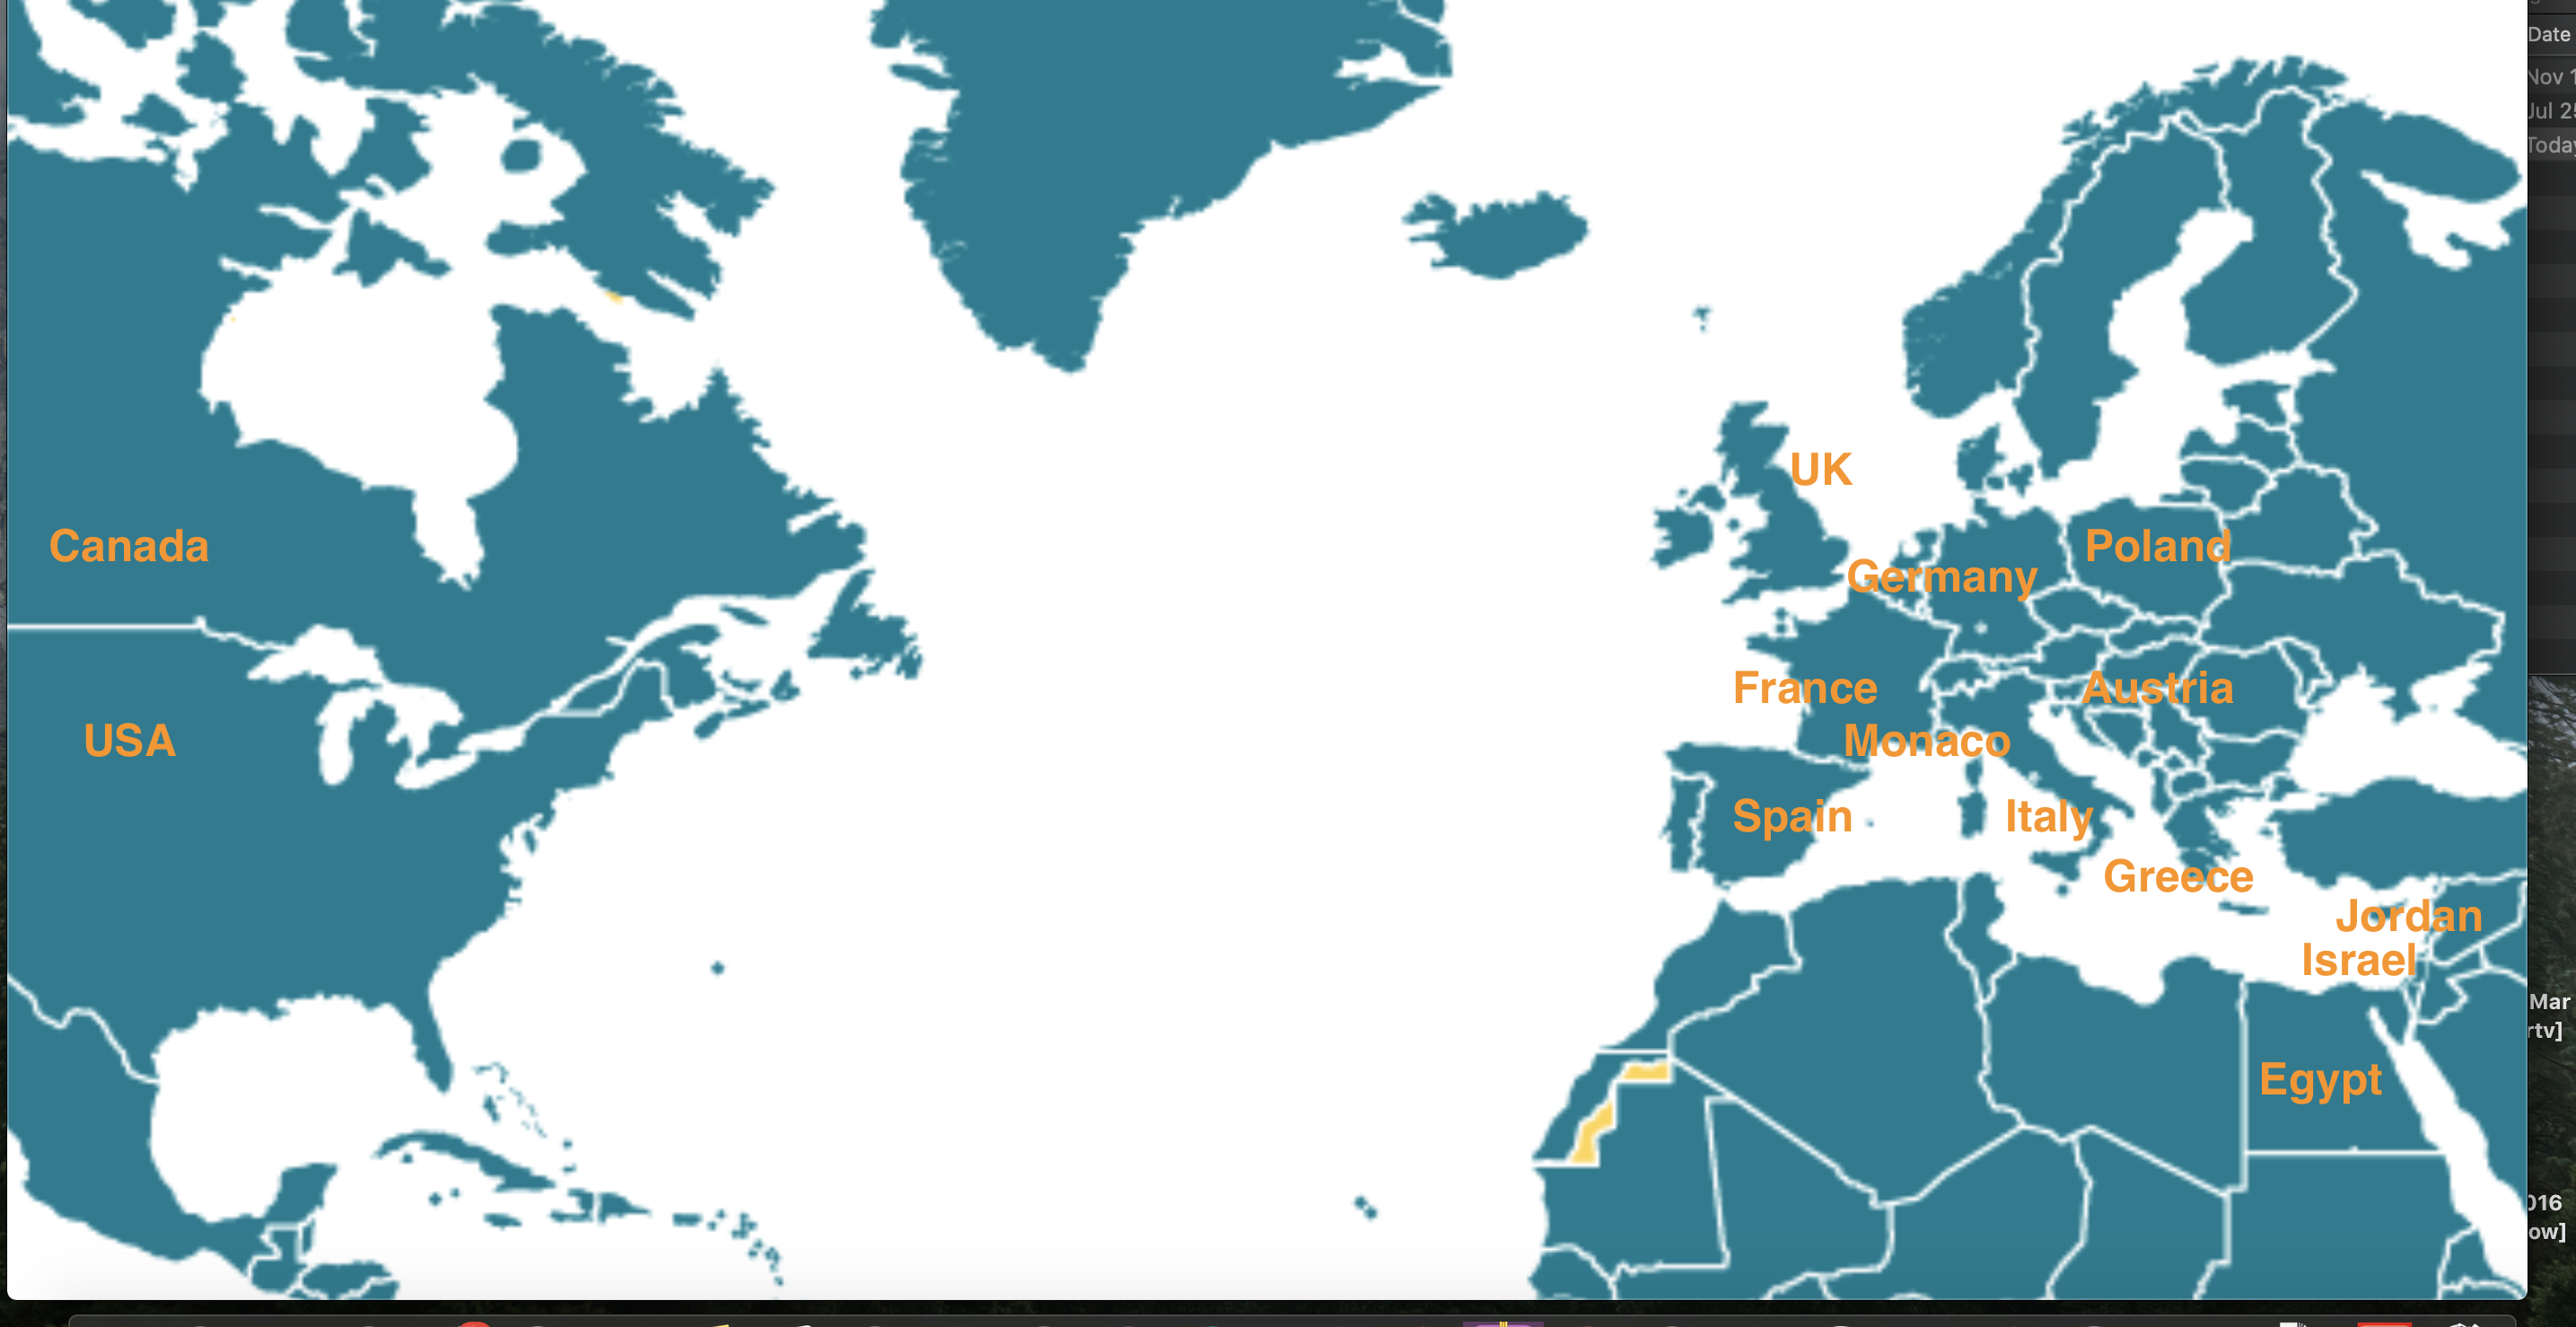 Date
Nov 1
Jul 2
Today
UK
Canada
Poland
Germany
France
Austria
USA
Monaco
Spain
Italy
Greece
Jordan
Israel
Mar
rtv]
Egypt
016
ow]